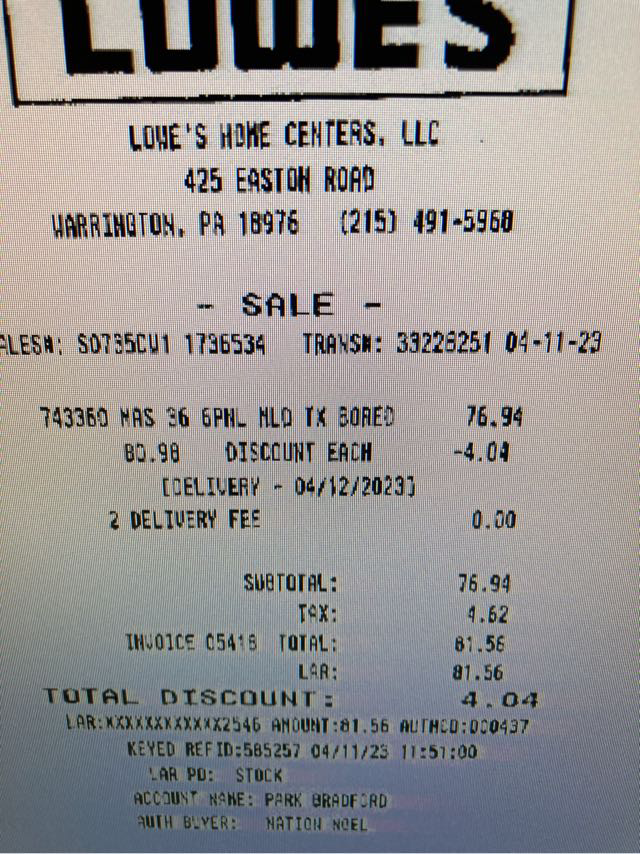 LOWE'S
LOWE'S HOME CENTERS, LLC
425 EASTON ROAD
WARRINGTON, PA 18976 (215) 491-5968
- SALE -
ALES#: S0735CW1 1736534 TRANS#: 33226251 04-11-23
743360 MAS 36 6PNL MLD TX BORED 76.94
80.98 DISCOUNT EACH -4.04
[DELIVERY - 04/12/2023]
2 DELIVERY FEE 0.00
SUBTOTAL: 76.94
TAX: 4.62
INVOICE 05418 TOTAL: 81.56
LAR: 81.56
TOTAL DISCOUNT: 4.04
LAR:XXXXXXXXXXXX2546 AMOUNT:81.56 AUTHCD:000437
KEYED REFID:585257 04/11/23 11:51:00
LAR PO: STOCK
ACCOUNT NAME: PARK BRADFORD
AUTH BUYER: NATION NOEL